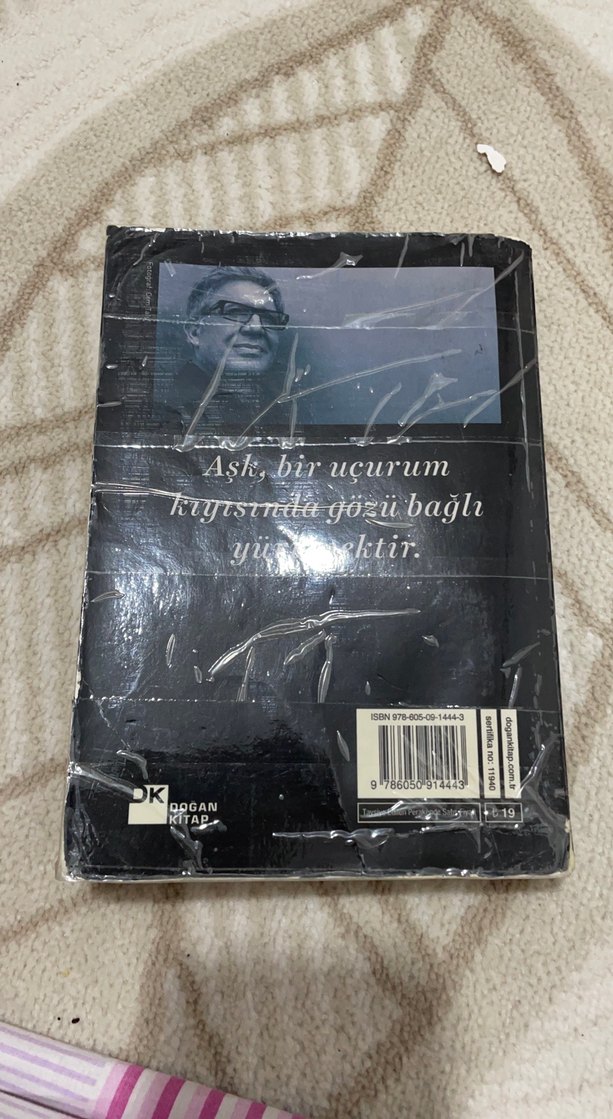 Aşk, bir uçurum
kıyısında gözü bağlı
ISBN 978-605-09-1444-3
9 786050 914443
sertifika no: 11940
dogankitap.com.tr
DK
DOĞAN
KİTAP
₺ 19